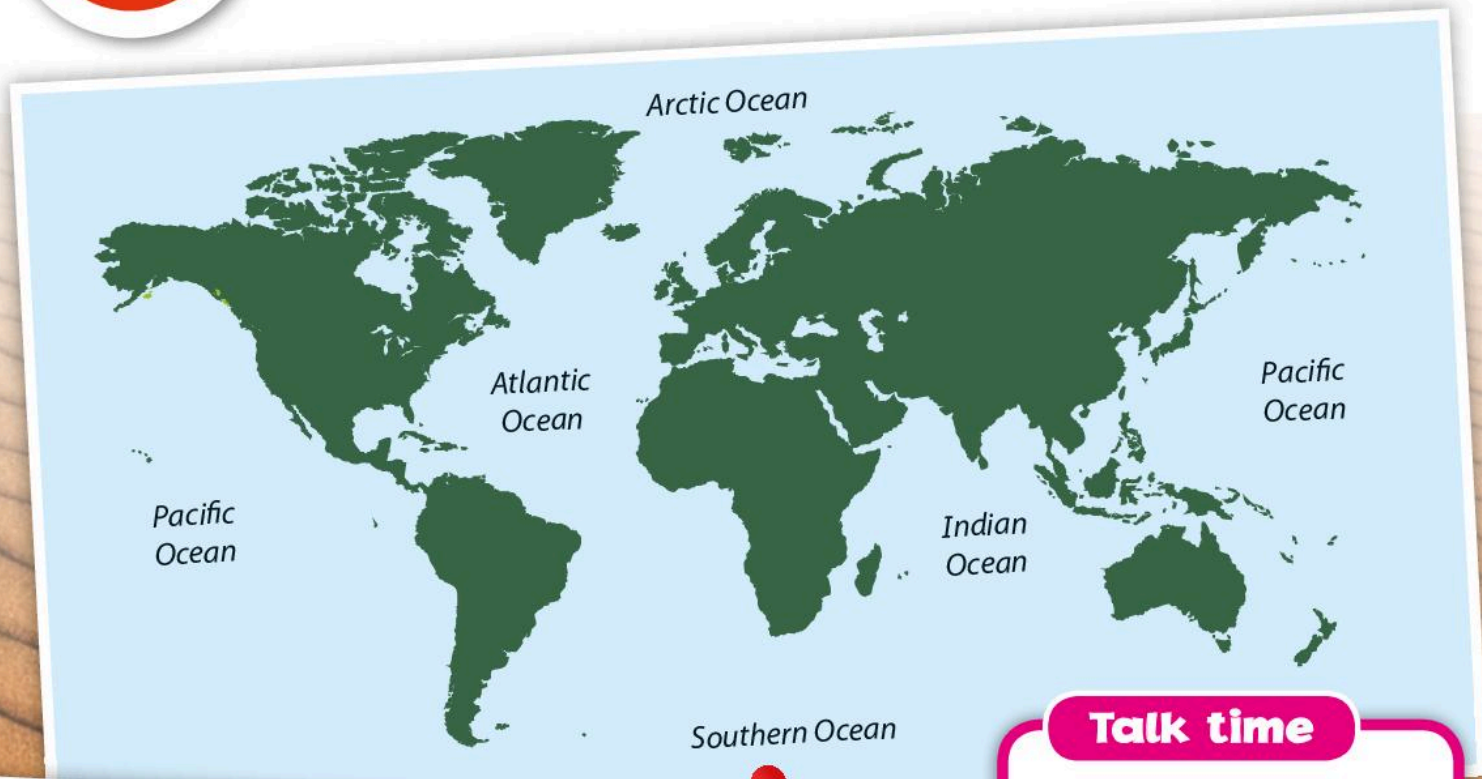 Arctic Ocean
Atlantic
Ocean
Pacific
Ocean
Pacific
Ocean
Indian
Ocean
Southern Ocean
Talk time